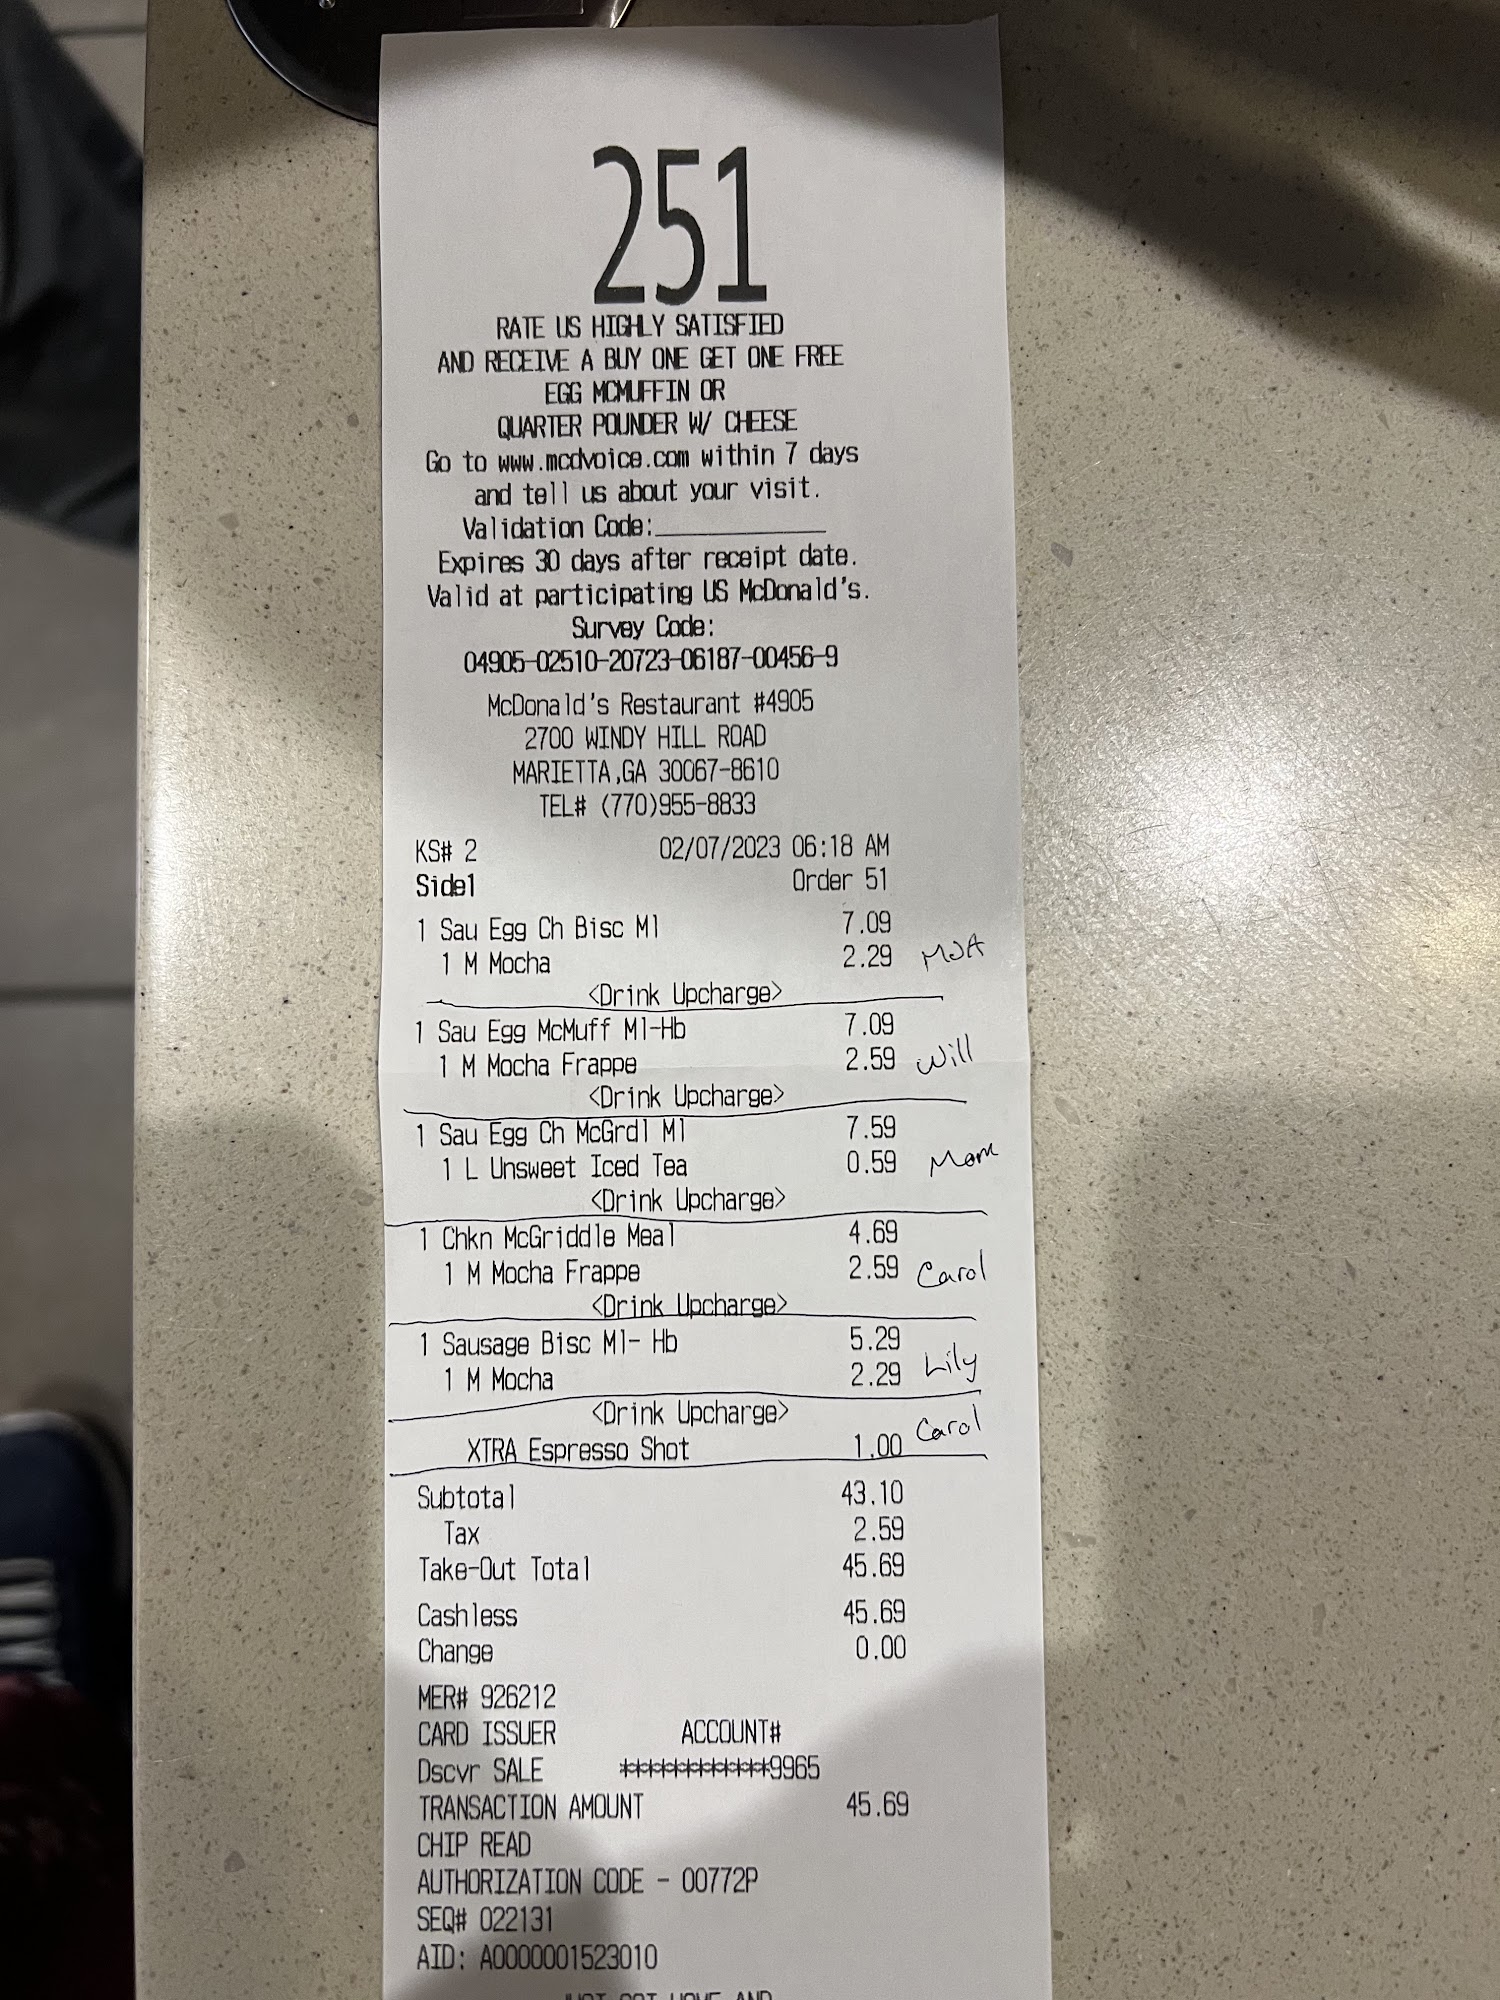 251
RATE US HIGHLY SATISFIED
AND RECEIVE A BUY ONE GET ONE FREE
EGG MCMUFFIN OR
QUARTER POUNDER W/ CHEESE
Go to www.mcdvoice.com within 7 days
and tell us about your visit.
Validation Code:
Expires 30 days after receipt date.
Valid at participating US McDonald's.
Survey Code:
04905-02510-20723-06187-00456-9
McDonald's Restaurant #4905
2700 WINDY HILL ROAD
MARIETTA,GA 30067-8610
TEL# (770)955-8833
KS# 2 02/07/2023 06:18 AM
Side1 Order 51
1 Sau Egg Ch Bisc Ml 7.09
1 M Mocha 2.29 MJA
<Drink Upcharge>
1 Sau Egg McMuff Ml-Hb 7.09
1 M Mocha Frappe 2.59 Will
<Drink Upcharge>
1 Sau Egg Ch McGrdl Ml 7.59
1 L Unsweet Iced Tea 0.59 Mom
<Drink Upcharge>
1 Chkn McGriddle Meal 4.69
1 M Mocha Frappe 2.59 Carol
<Drink Upcharge>
1 Sausage Bisc Ml- Hb 5.29
1 M Mocha 2.29 Lily
<Drink Upcharge>
XTRA Espresso Shot 1.00 Carol
Subtotal 43.10
Tax 2.59
Take-Out Total 45.69
Cashless 45.69
Change 0.00
MER# 926212
CARD ISSUER ACCOUNT#
Dscvr SALE ************9965
TRANSACTION AMOUNT 45.69
CHIP READ
AUTHORIZATION CODE - 00772P
SEQ# 022131
AID: A0000001523010